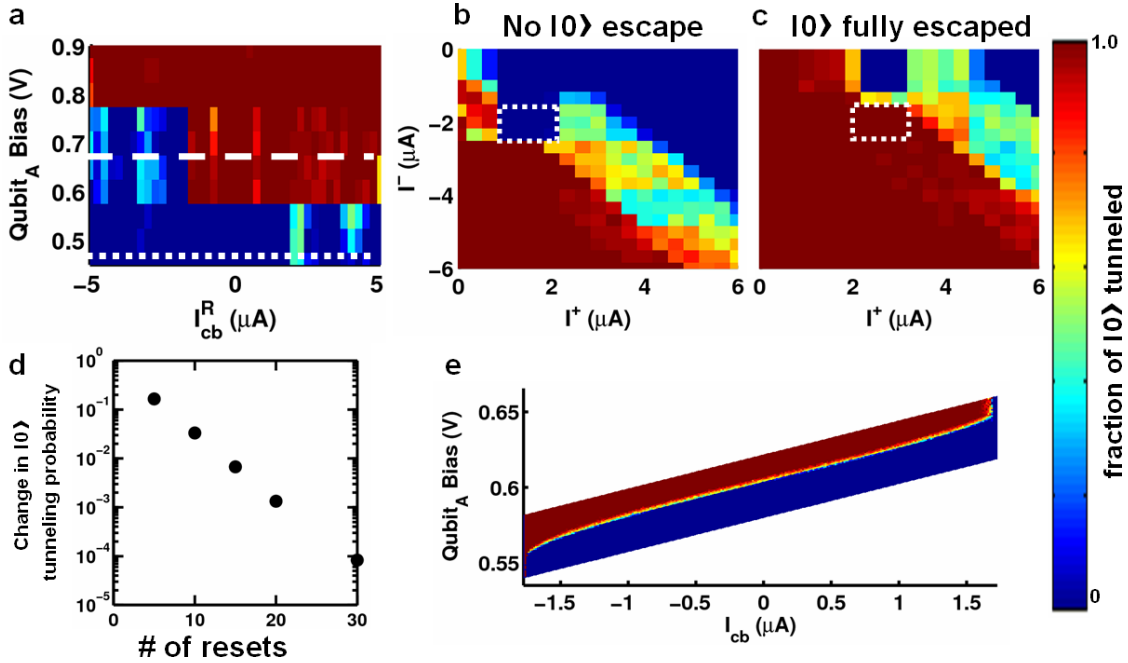 a
0.9
0.8
0.7
0.6
0.5
Qubit_A Bias (V)
−5
0
5
I_cb^R (μA)
b
No |0⟩ escape
0
−2
−4
−6
I⁻ (μA)
0
2
4
6
I⁺ (μA)
c
|0⟩ fully escaped
0
2
4
6
I⁺ (μA)
1.0
0
fraction of |0⟩ tunneled
d
10⁰
10⁻¹
10⁻²
10⁻³
10⁻⁴
10⁻⁵
Change in |0⟩
tunneling probability
0
10
20
30
# of resets
e
0.65
0.6
0.55
Qubit_A Bias (V)
−1.5
−1
−0.5
0
0.5
1
1.5
I_cb (μA)